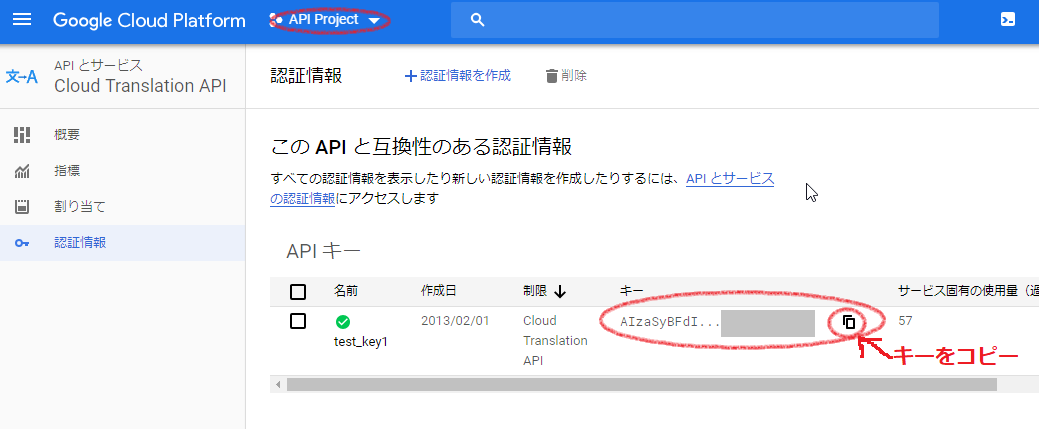 Google Cloud Platform
API Project
API とサービス
Cloud Translation API
認証情報
認証情報を作成
削除
概要
指標
割り当て
認証情報
この API と互換性のある認証情報
すべての認証情報を表示したり新しい認証情報を作成したりするには、API とサービス
の認証情報にアクセスします
API キー
名前
作成日
制限
キー
サービス固有の使用量（過
test_key1
2013/02/01
Cloud
Translation
API
AIzaSyBFdI...
57
キーをコピー